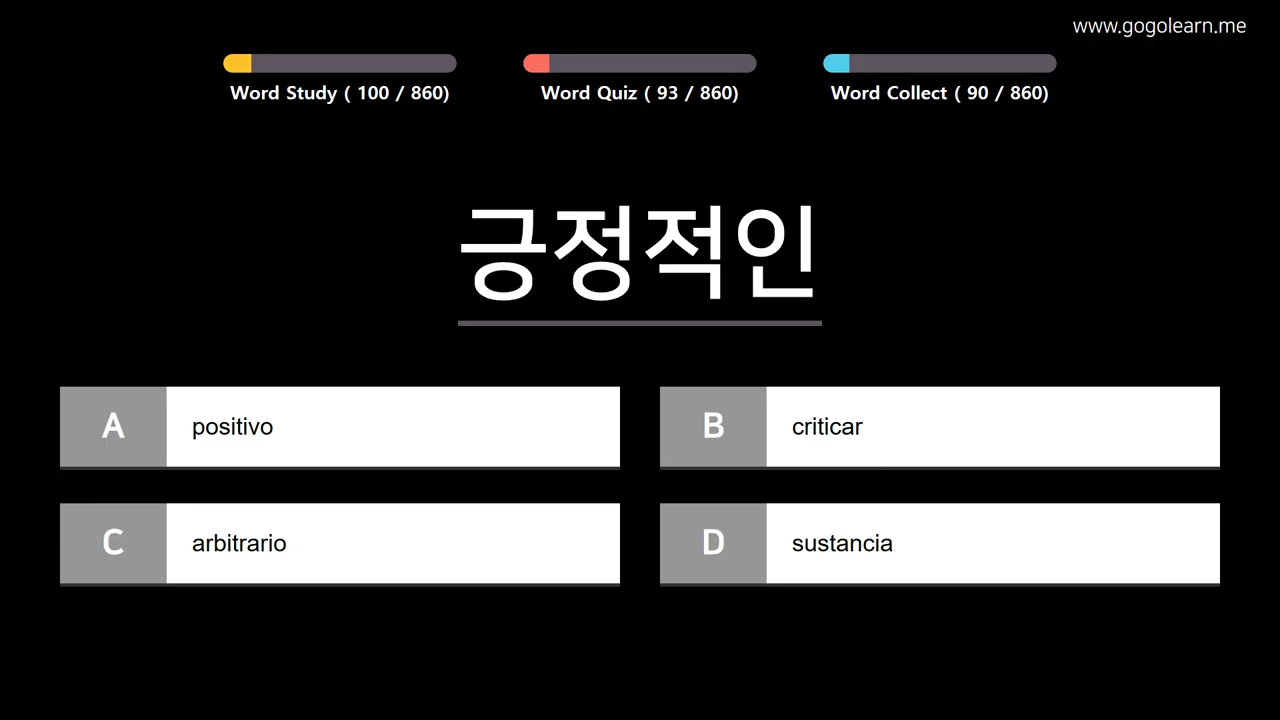 www.gogolearn.me
Word Study ( 100 / 860)
Word Quiz ( 93 / 860)
Word Collect ( 90 / 860)
긍정적인
A positivo
B criticar
C arbitrario
D sustancia